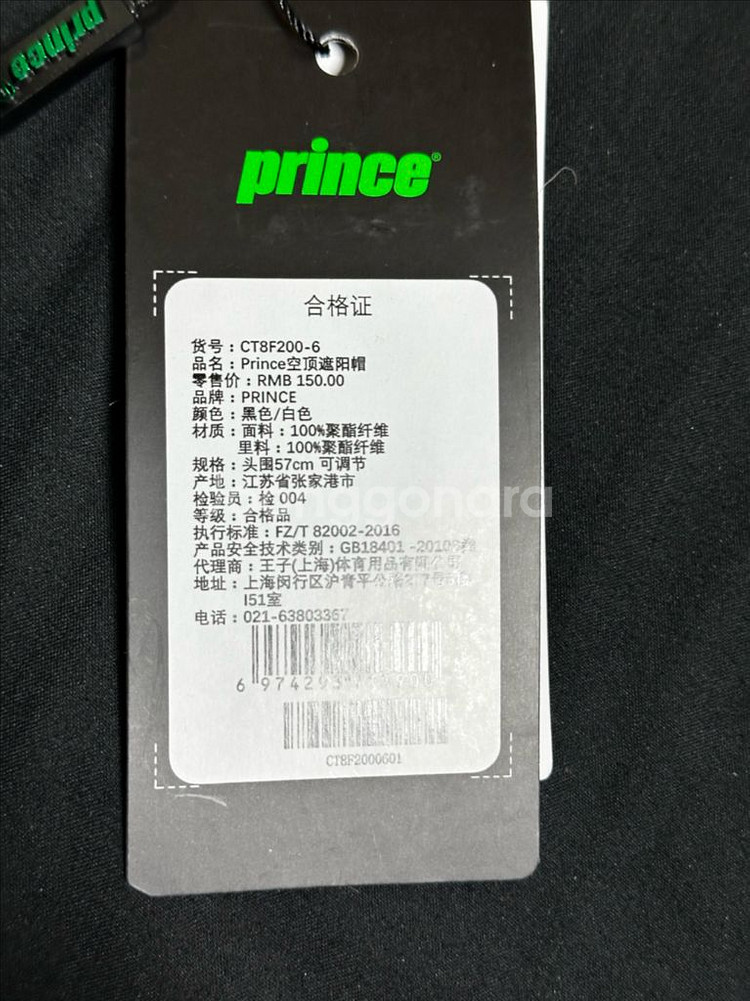 prince
prince®
合格证
货号：CT8F200-6
品名：Prince空顶遮阳帽
零售价：RMB 150.00
品牌：PRINCE
颜色：黑色/白色
材质：面料：100%聚酯纤维
里料：100%聚酯纤维
规格：头围57cm 可调节
产地：江苏省张家港市
检验员：检 004
等级：合格品
执行标准：FZ/T 82002-2016
产品安全技术类别：GB18401 -2010
代理商：王子(上海)体育用品有限公司
地址：上海闵行区沪青平公路
I51室
电话：021-63803367
6 97429
CT8F2000601